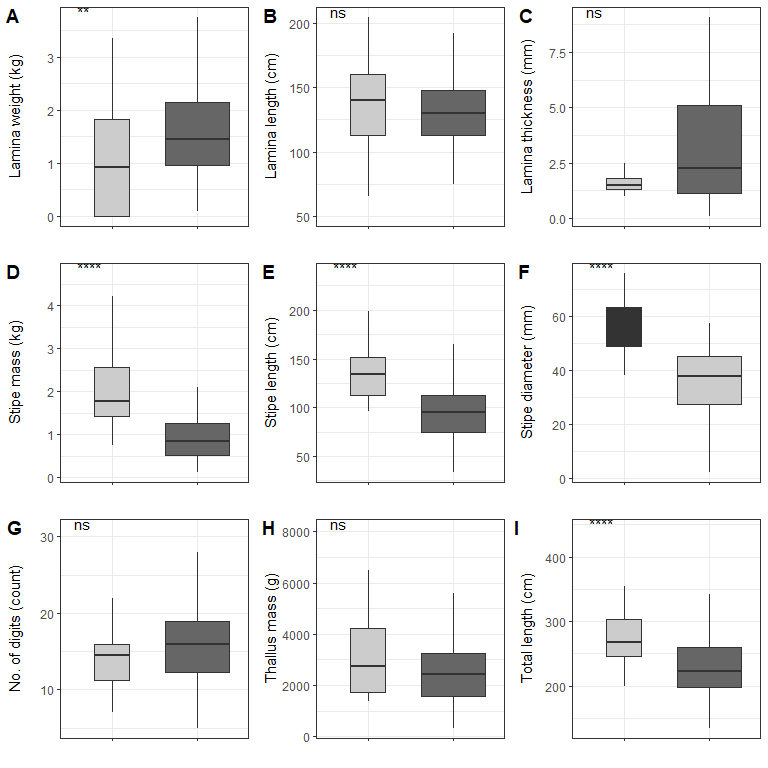 A
**
Lamina weight (kg)
3
2
1
0
B
ns
Lamina length (cm)
200
150
100
50
C
ns
Lamina thickness (mm)
7.5
5.0
2.5
0.0
D
****
Stipe mass (kg)
4
3
2
1
0
E
****
Stipe length (cm)
200
150
100
50
F
****
Stipe diameter (mm)
60
40
20
0
G
ns
No. of digits (count)
30
20
10
H
ns
Thallus mass (g)
8000
6000
4000
2000
0
I
****
Total length (cm)
400
300
200